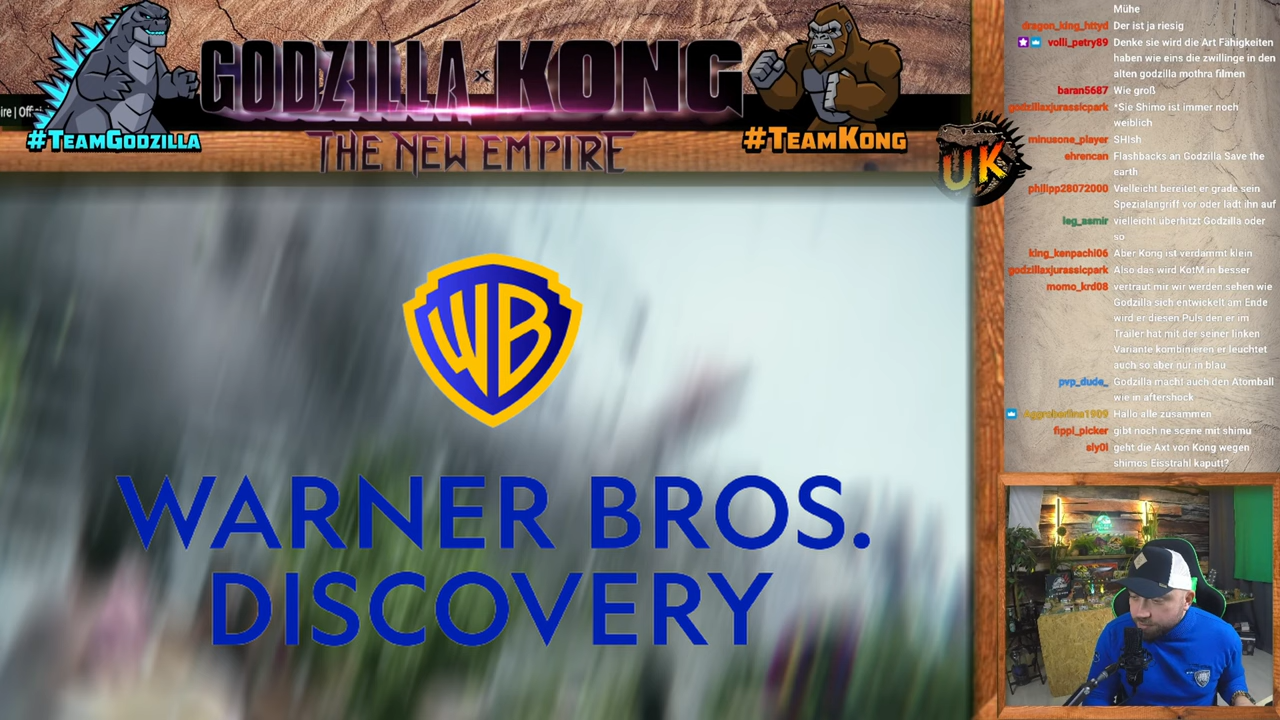 ire | Offi
GODZILLA x KONG
THE NEW EMPIRE
#TEAMGODZILLA
#TEAMKONG
UK
WB
WARNER BROS.
DISCOVERY
Mühe
dragon_king_httyd Der ist ja riesig
volli_petry89 Denke sie wird die Art Fähigkeiten
haben wie eins die zwillinge in den
alten godzilla mothra filmen
baran5687 Wie groß
godzillaxjurassicpark *Sie Shimo ist immer noch
weiblich
minusone_player SHIsh
ehrencan Flashbacks an Godzilla Save the
earth
philipp28072000 Vielleicht bereitet er grade sein
Spezialangriff vor oder lädt ihn auf
leg_asmir vielleicht überhitzt Godzilla oder
so
king_kenpachi06 Aber Kong ist verdammt klein
godzillaxjurassicpark Also das wird KotM in besser
momo_krd08 vertraut mir wir werden sehen wie
Godzilla sich entwickelt am Ende
wird er diesen Puls den er im
Trailer hat mit der seiner linken
Variante kombinieren er leuchtet
auch so aber nur in blau
pvp_dude_ Godzilla macht auch den Atomball
wie in aftershock
Hallo alle zusammen
fippi_picker gibt noch ne scene mit shimu
sly0l geht die Axt von Kong wegen
shimos Eisstrahl kaputt?